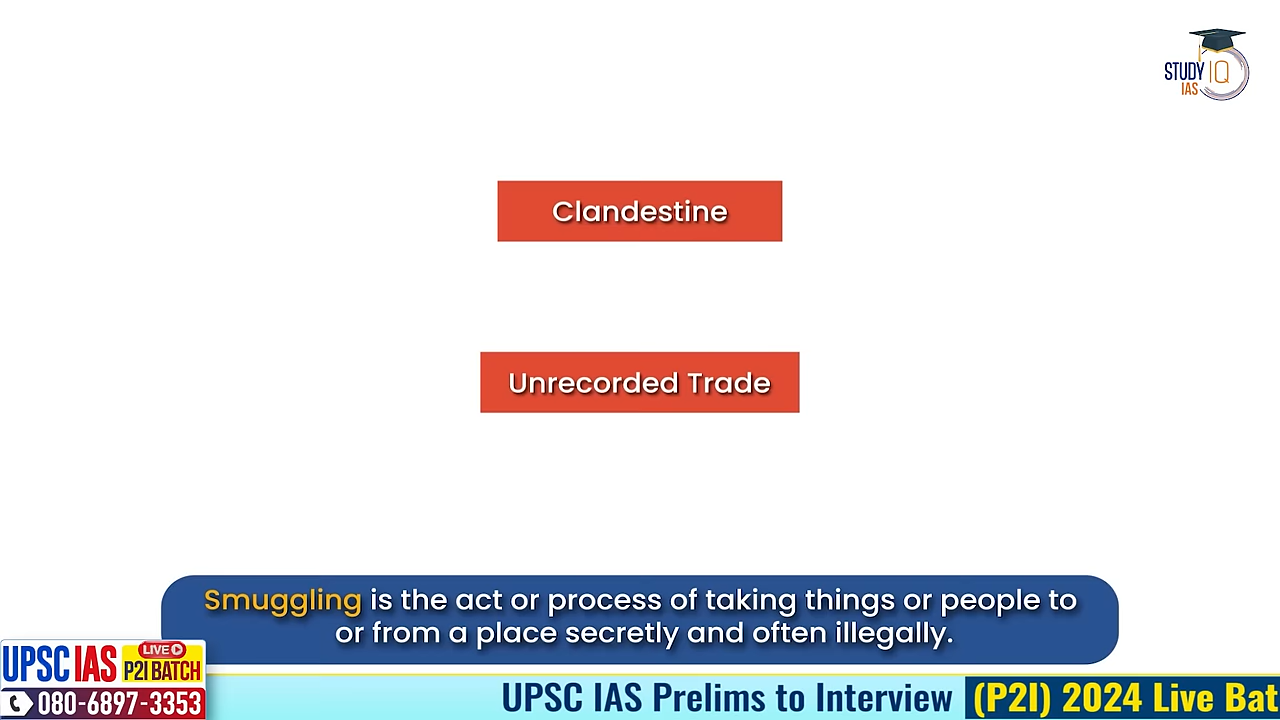 STUDY IQ
IAS
Clandestine
Unrecorded Trade
Smuggling is the act or process of taking things or people to
or from a place secretly and often illegally.
UPSC IAS LIVE
P2I BATCH
080-6897-3353
UPSC IAS Prelims to Interview (P2I) 2024 Live Bat